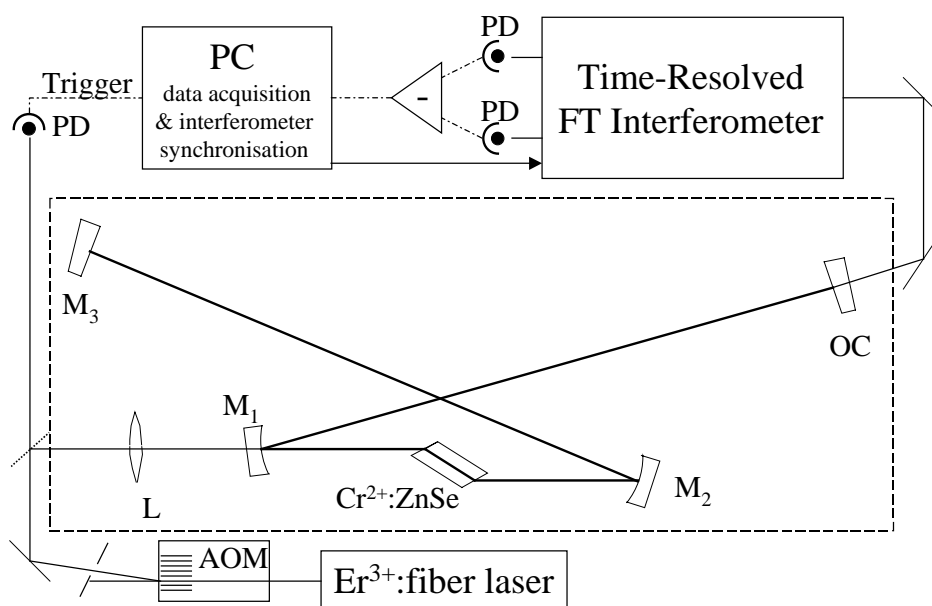 PD
PC
Time-Resolved
FT Interferometer
Trigger
data acquisition
& interferometer
synchronisation
-
PD
PD
M₃
OC
M₁
Cr²⁺:ZnSe
M₂
L
AOM
Er³⁺:fiber laser